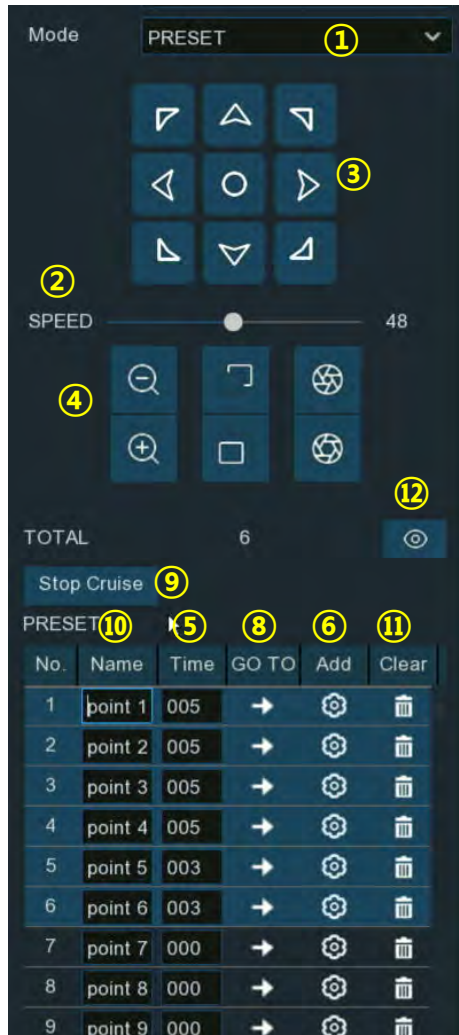 Mode PRESET ①
③
②
SPEED 48
④
⑫
TOTAL 6
Stop Cruise ⑨
PRESET ⑩ ⑤ ⑧ ⑥ ⑪
No. Name Time GO TO Add Clear
1 point 1 005
2 point 2 005
3 point 3 005
4 point 4 005
5 point 5 003
6 point 6 003
7 point 7 000
8 point 8 000
9 point 9 000